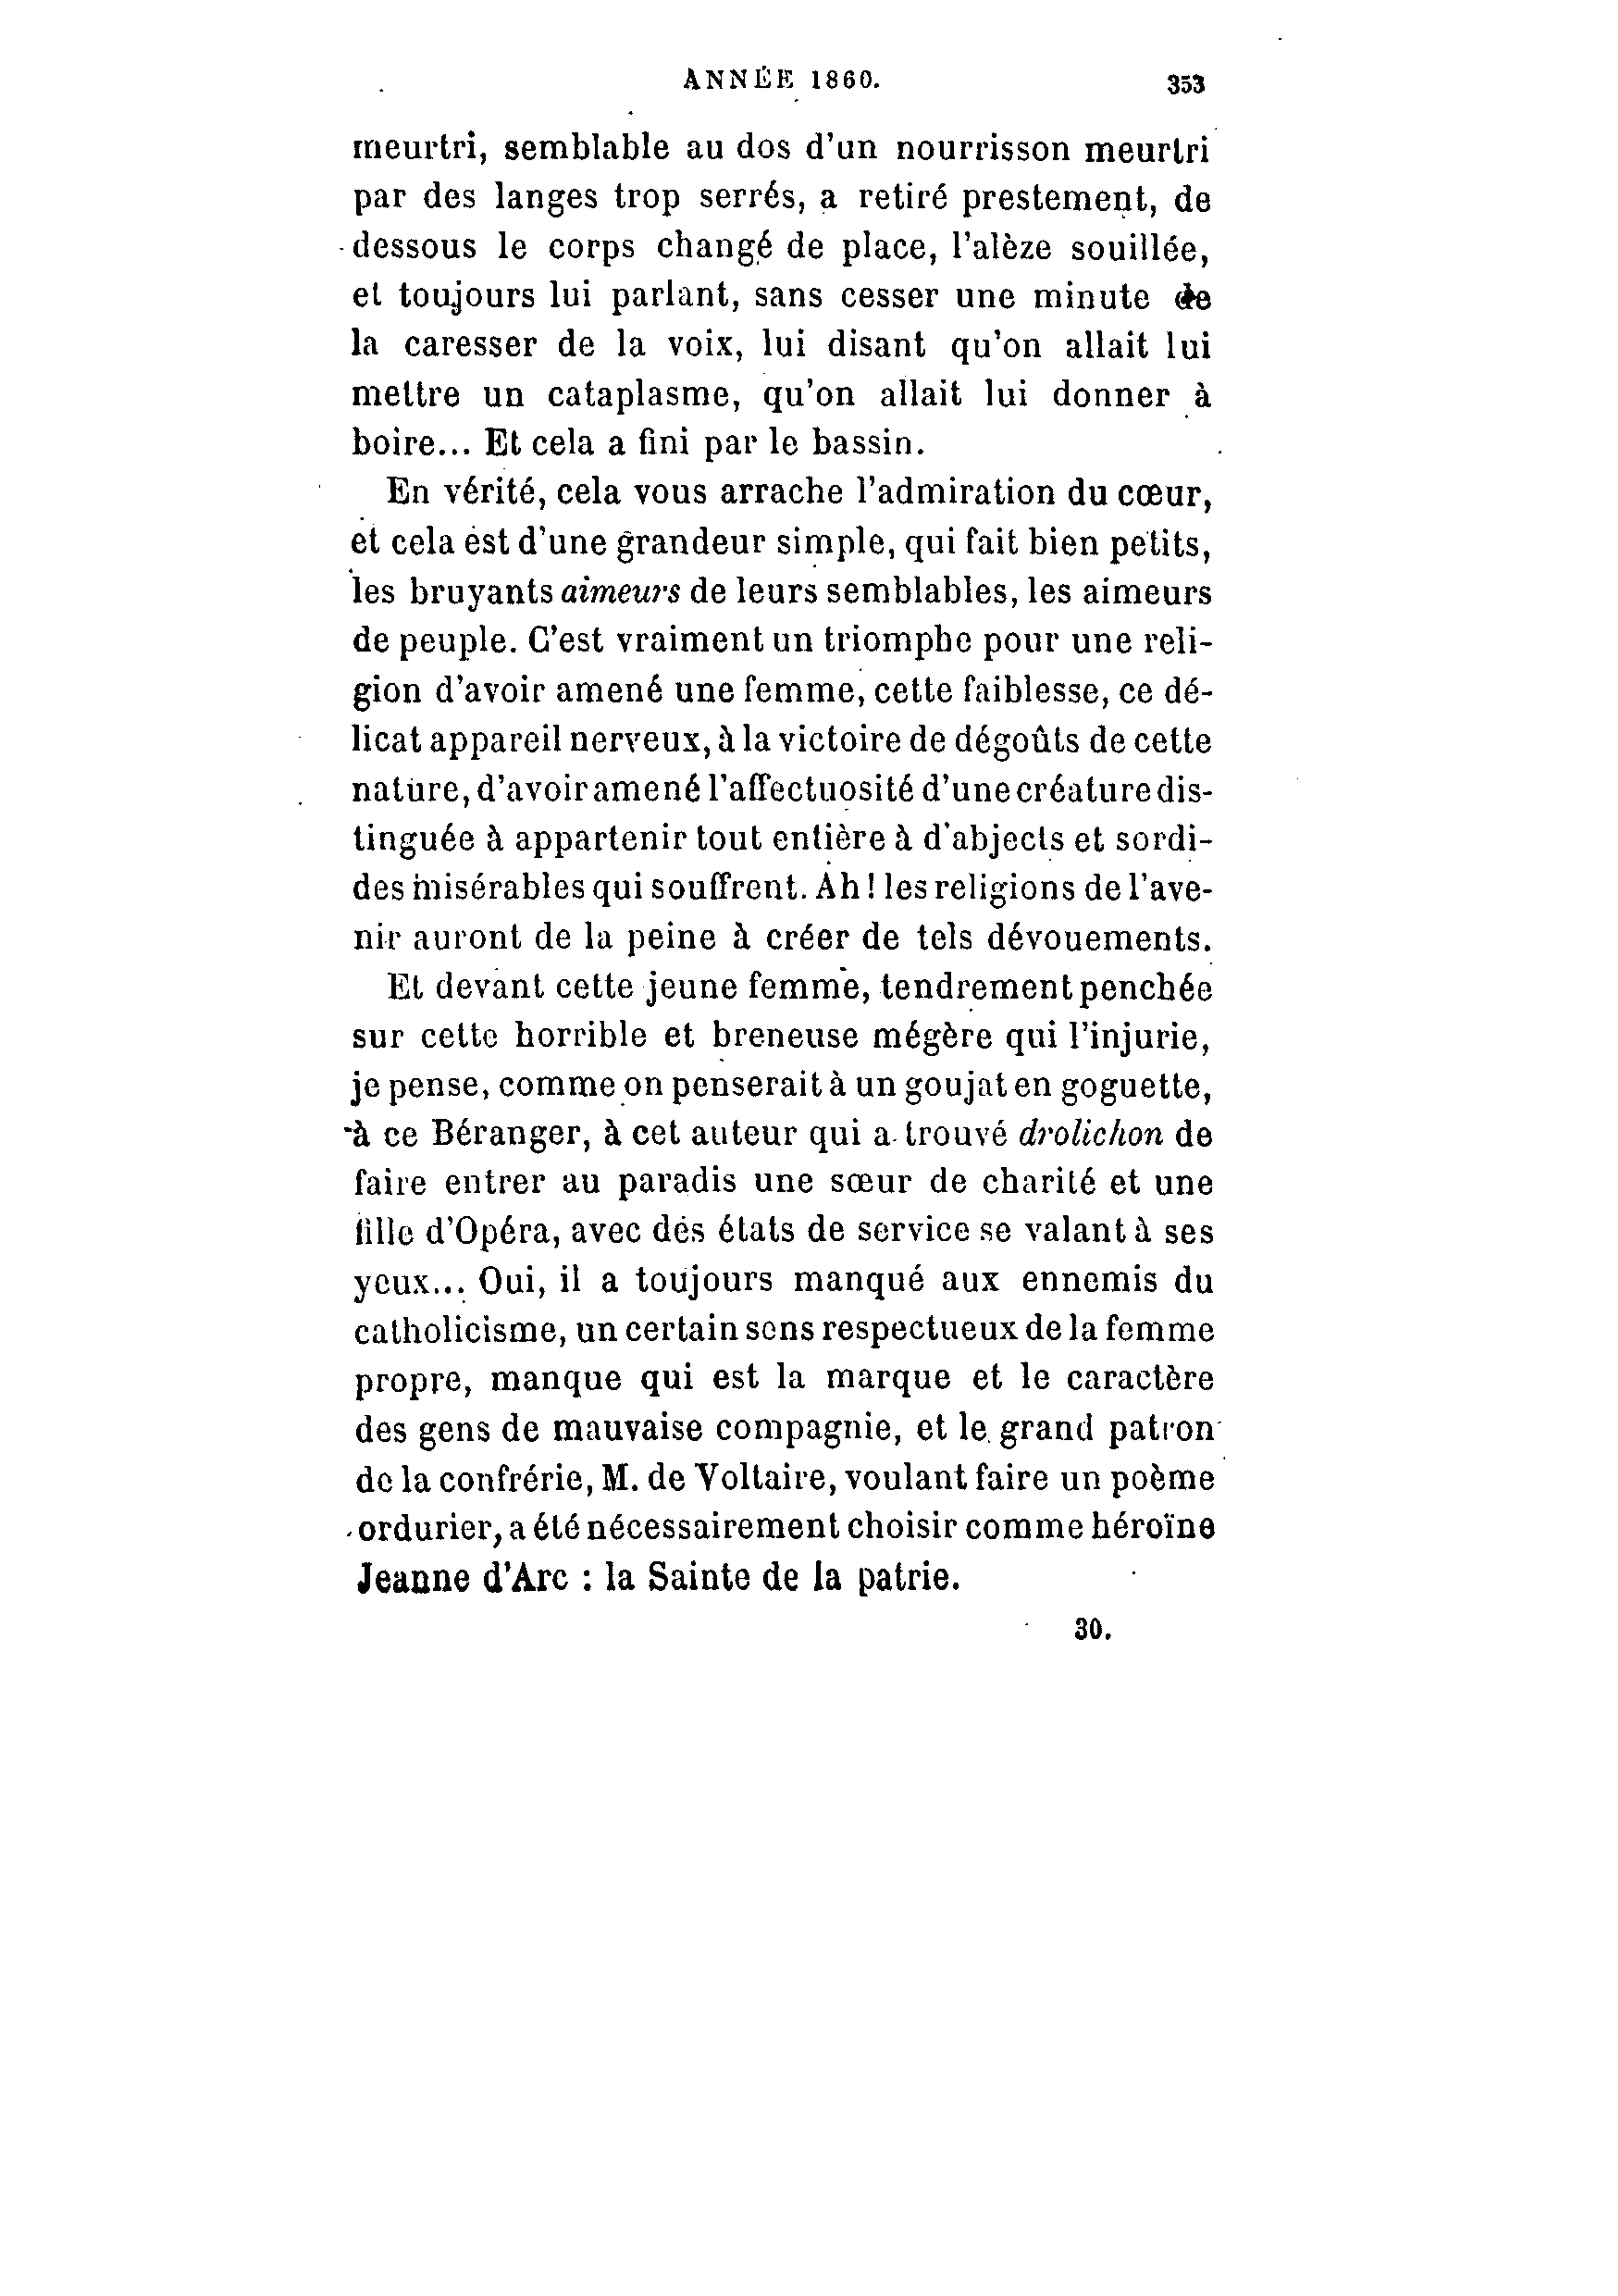 ANNÉE 1860. 353
meurtri, semblable au dos d'un nourrisson meurtri
par des langes trop serrés, a retiré prestement, de
dessous le corps changé de place, l'alèze souillée,
et toujours lui parlant, sans cesser une minute de
la caresser de la voix, lui disant qu'on allait lui
mettre un cataplasme, qu'on allait lui donner à
boire... Et cela a fini par le bassin.
En vérité, cela vous arrache l'admiration du cœur,
et cela est d'une grandeur simple, qui fait bien petits,
les bruyants aimeurs de leurs semblables, les aimeurs
de peuple. C'est vraiment un triomphe pour une reli-
gion d'avoir amené une femme, cette faiblesse, ce dé-
licat appareil nerveux, à la victoire de dégoûts de cette
nature, d'avoir amené l'affectuosité d'une créature dis-
tinguée à appartenir tout entière à d'abjects et sordi-
des misérables qui souffrent. Ah ! les religions de l'ave-
nir auront de la peine à créer de tels dévouements.
Et devant cette jeune femme, tendrement penchée
sur cette horrible et breneuse mégère qui l'injurie,
je pense, comme on penserait à un goujat en goguette,
à ce Béranger, à cet auteur qui a trouvé drolichon de
faire entrer au paradis une sœur de charité et une
fille d'Opéra, avec des états de service se valant à ses
yeux... Oui, il a toujours manqué aux ennemis du
catholicisme, un certain sens respectueux de la femme
propre, manque qui est la marque et le caractère
des gens de mauvaise compagnie, et le grand patron
de la confrérie, M. de Voltaire, voulant faire un poème
ordurier, a été nécessairement choisir comme héroïne
Jeanne d'Arc : la Sainte de la patrie.
30.